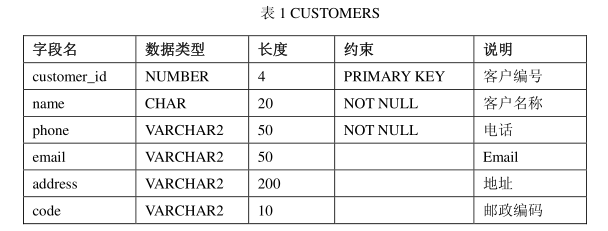 表 1 CUSTOMERS
字段名 数据类型 长度 约束 说明
customer_id NUMBER 4 PRIMARY KEY 客户编号
name CHAR 20 NOT NULL 客户名称
phone VARCHAR2 50 NOT NULL 电话
email VARCHAR2 50 Email
address VARCHAR2 200 地址
code VARCHAR2 10 邮政编码